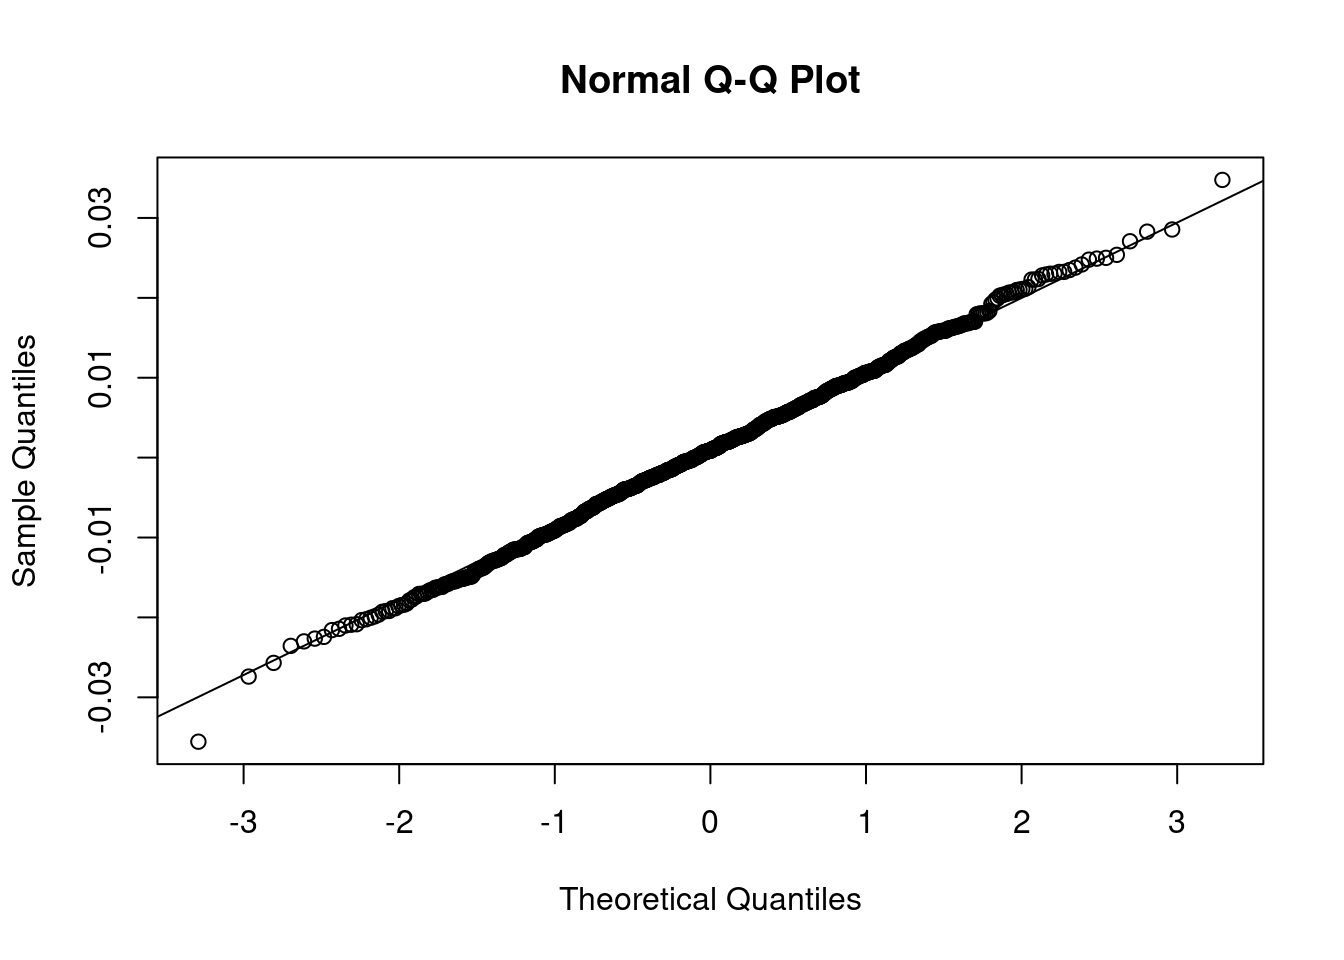 Normal Q-Q Plot
Sample Quantiles
0.03
0.01
-0.01
-0.03
-3 -2 -1 0 1 2 3
Theoretical Quantiles